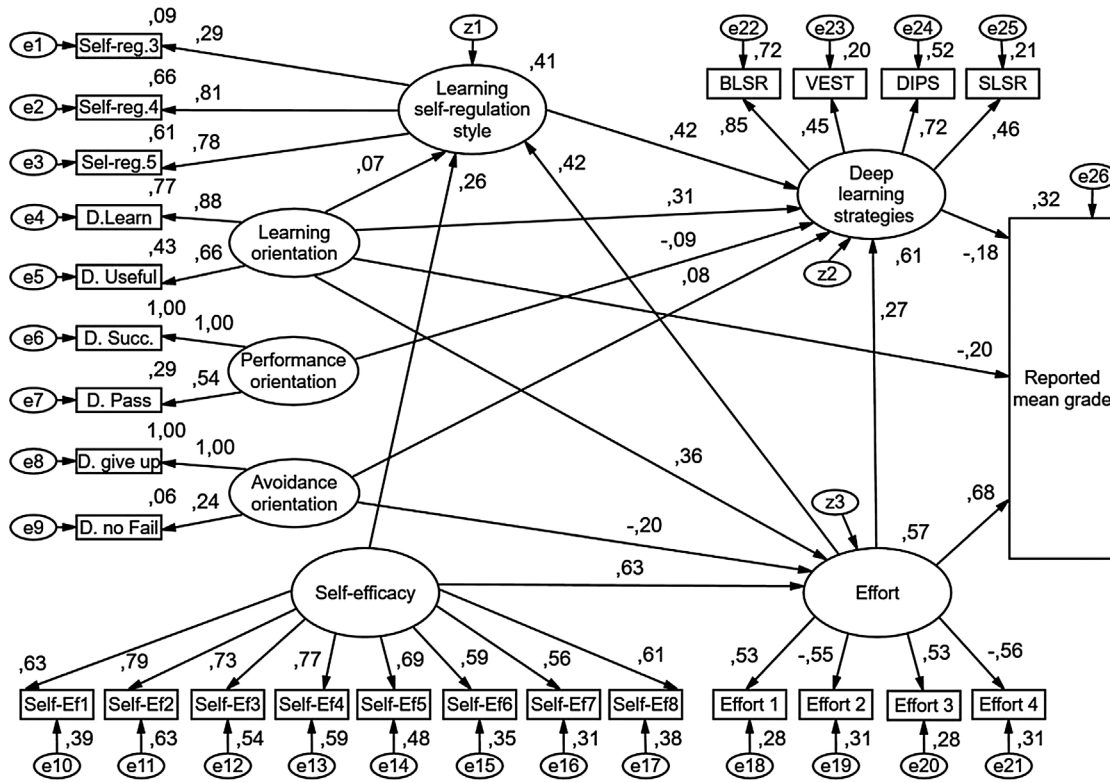 z1
e22
e23
e24
e25
e1
Self-reg.3
,09
,29
,41
,72
,20
,52
,21
BLSR
VEST
DIPS
SLSR
Learning
self-regulation
style
e2
Self-reg.4
,66
,81
,85
,45
,72
,46
,42
e3
Sel-reg.5
,61
,78
,07
,26
,42
Deep
learning
strategies
e26
,32
e4
D.Learn
,77
,88
Learning
orientation
,31
-,09
z2
,61
-,18
e5
D. Useful
,43
,66
,08
,27
-,20
e6
D. Succ.
1,00
1,00
Performance
orientation
Reported
mean grade
e7
D. Pass
,29
,54
e8
D. give up
1,00
1,00
Avoidance
orientation
,36
z3
,68
e9
D. no Fail
,06
,24
-,20
,57
Self-efficacy
,63
Effort
,63
,79
,73
,77
,69
,59
,56
,61
,53
-,55
,53
-,56
Self-Ef1
Self-Ef2
Self-Ef3
Self-Ef4
Self-Ef5
Self-Ef6
Self-Ef7
Self-Ef8
Effort 1
Effort 2
Effort 3
Effort 4
,39
,63
,54
,59
,48
,35
,31
,38
,28
,31
,28
,31
e10
e11
e12
e13
e14
e15
e16
e17
e18
e19
e20
e21